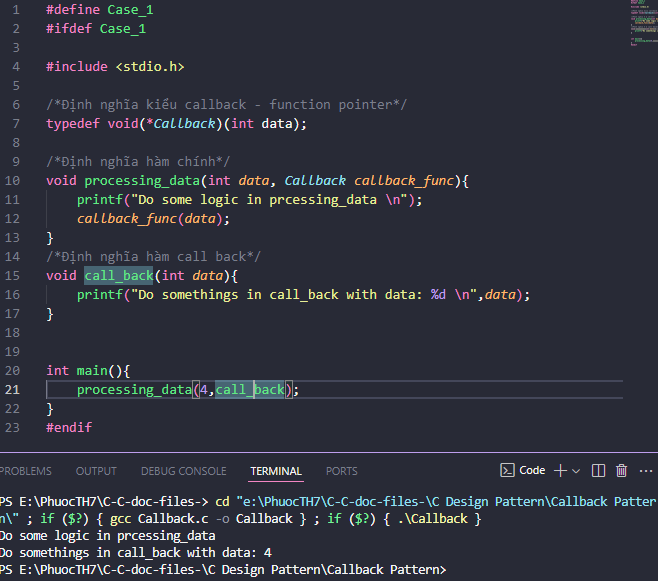 1 #define Case_1
2 #ifdef Case_1
3
4 #include <stdio.h>
5
6 /*Định nghĩa kiểu callback - function pointer*/
7 typedef void(*Callback)(int data);
8
9 /*Định nghĩa hàm chính*/
10 void processing_data(int data, Callback callback_func){
11 printf("Do some logic in prcessing_data \n");
12 callback_func(data);
13 }
14 /*Định nghĩa hàm call back*/
15 void call_back(int data){
16 printf("Do somethings in call_back with data: %d \n",data);
17 }
18
19
20 int main(){
21 processing_data(4,call_back);
22 }
23 #endif
PROBLEMS OUTPUT DEBUG CONSOLE TERMINAL PORTS Code
PS E:\PhuocTH7\C-C-doc-files-> cd "e:\PhuocTH7\C-C-doc-files-\C Design Pattern\Callback Patter
n\" ; if ($?) { gcc Callback.c -o Callback } ; if ($?) { .\Callback }
Do some logic in prcessing_data
Do somethings in call_back with data: 4
PS E:\PhuocTH7\C-C-doc-files-\C Design Pattern\Callback Pattern>